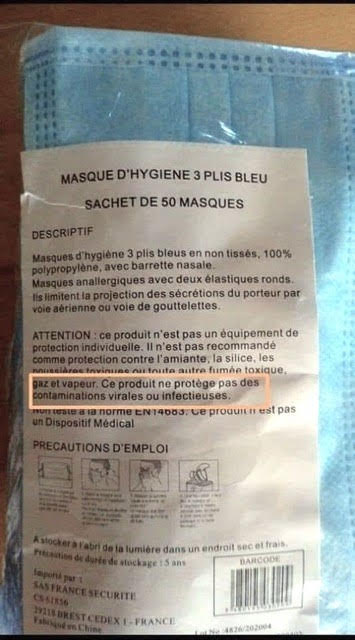 MASQUE D'HYGIENE 3 PLIS BLEU
SACHET DE 50 MASQUES
DESCRIPTIF
Masques d'hygiène 3 plis bleus en non tissés, 100%
polypropylène, avec barrette nasale.
Masques anallergiques avec deux élastiques ronds.
Ils limitent la projection des sécrétions du porteur par
voie aérienne ou voie de gouttelettes.
ATTENTION : ce produit n'est pas un équipement de
protection individuelle. Il n'est pas recommandé
comme protection contre l'amiante, la silice, les
poussières toxiques ou toute autre fumée toxique,
gaz et vapeur. Ce produit ne protège pas des
contaminations virales ou infectieuses.
Non testé à la norme EN14683. Ce produit n'est pas
un Dispositif Médical
PRECAUTIONS D'EMPLOI
A stocker à l'abri de la lumière dans un endroit sec et frais.
Précaution de durée de stockage : 5 ans
BARCODE
Importé par :
SAS FRANCE SECURITE
CS 61856
29218 BREST CEDEX 1 - FRANCE
Fabriqué en Chine
Lot : 4826/202004